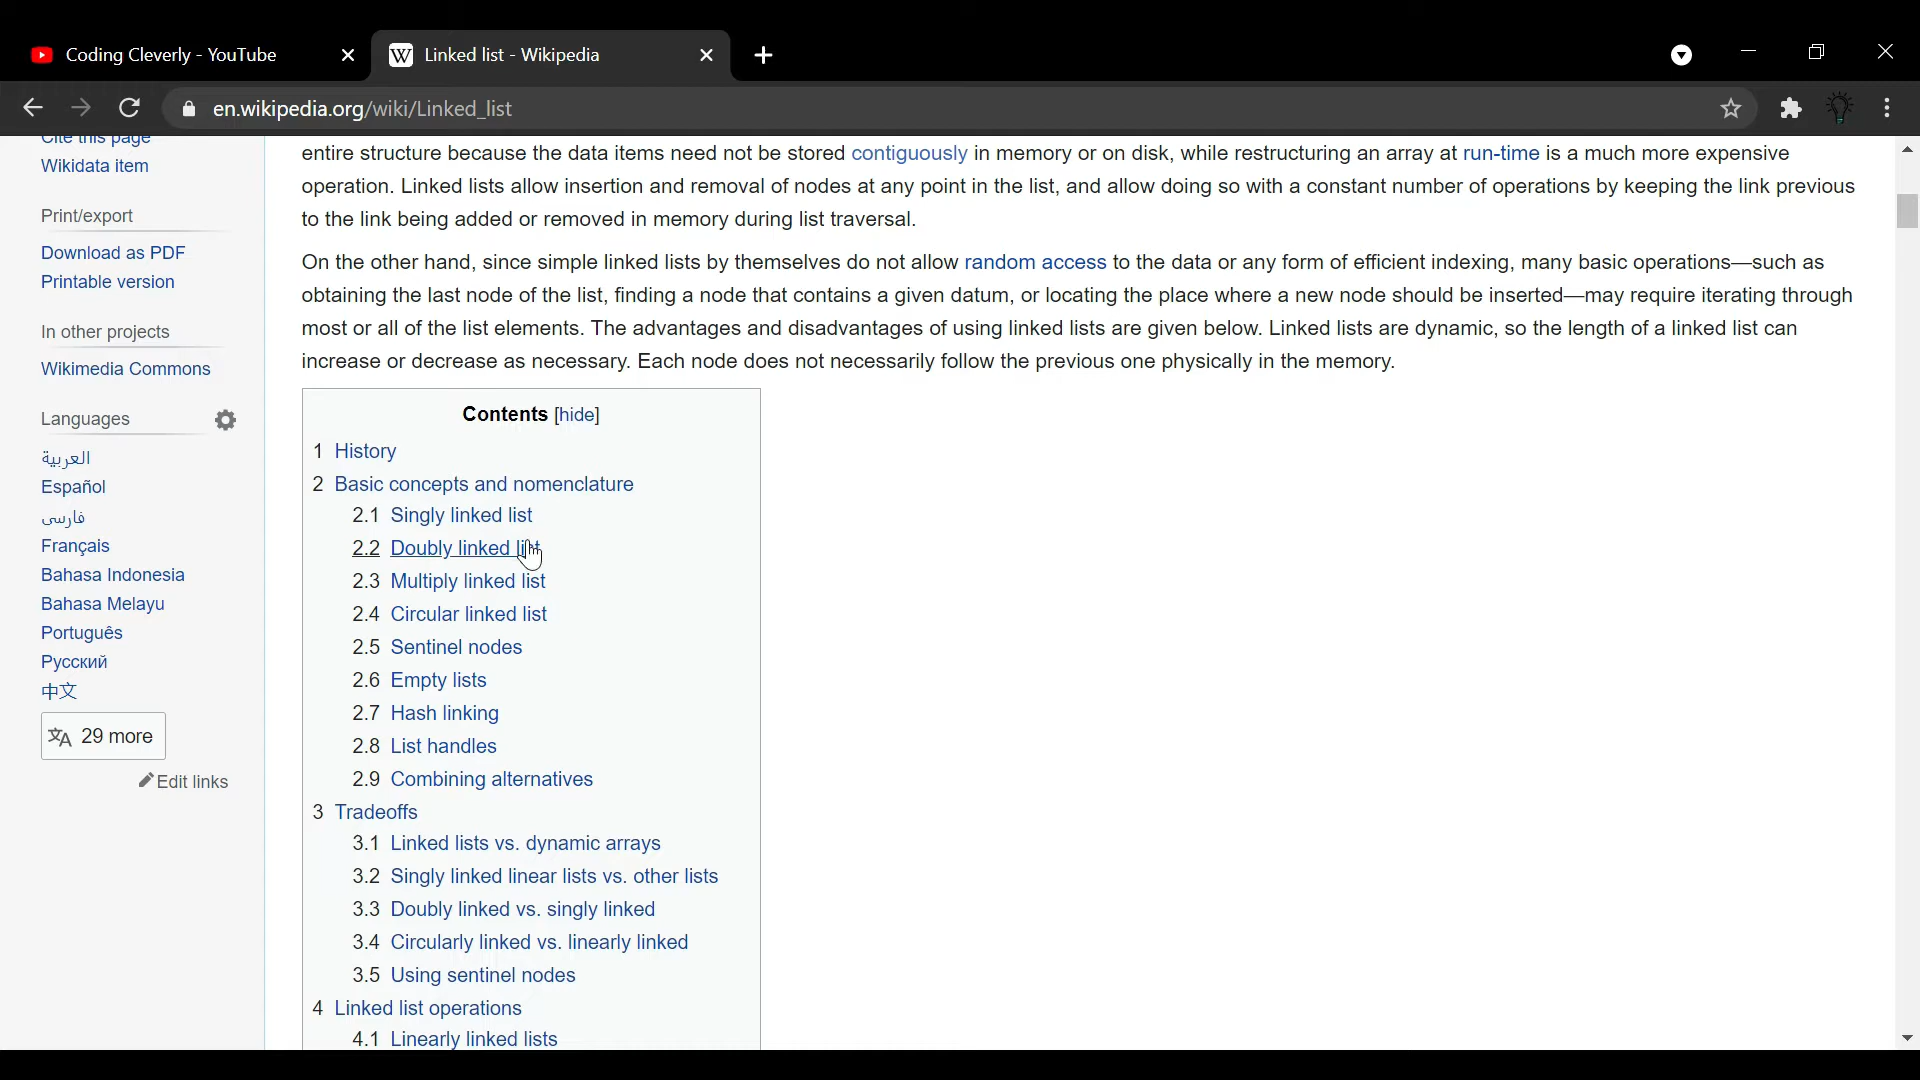 Coding Cleverly - YouTube
Linked list - Wikipedia
en.wikipedia.org/wiki/Linked_list
Cite this page
Wikidata item
Print/export
Download as PDF
Printable version
In other projects
Wikimedia Commons
Languages
العربية
Español
فارسی
Français
Bahasa Indonesia
Bahasa Melayu
Português
Русский
中文
29 more
Edit links
entire structure because the data items need not be stored contiguously in memory or on disk, while restructuring an array at run-time is a much more expensive
operation. Linked lists allow insertion and removal of nodes at any point in the list, and allow doing so with a constant number of operations by keeping the link previous
to the link being added or removed in memory during list traversal.
On the other hand, since simple linked lists by themselves do not allow random access to the data or any form of efficient indexing, many basic operations—such as
obtaining the last node of the list, finding a node that contains a given datum, or locating the place where a new node should be inserted—may require iterating through
most or all of the list elements. The advantages and disadvantages of using linked lists are given below. Linked lists are dynamic, so the length of a linked list can
increase or decrease as necessary. Each node does not necessarily follow the previous one physically in the memory.
Contents [hide]
1 History
2 Basic concepts and nomenclature
2.1 Singly linked list
2.2 Doubly linked list
2.3 Multiply linked list
2.4 Circular linked list
2.5 Sentinel nodes
2.6 Empty lists
2.7 Hash linking
2.8 List handles
2.9 Combining alternatives
3 Tradeoffs
3.1 Linked lists vs. dynamic arrays
3.2 Singly linked linear lists vs. other lists
3.3 Doubly linked vs. singly linked
3.4 Circularly linked vs. linearly linked
3.5 Using sentinel nodes
4 Linked list operations
4.1 Linearly linked lists